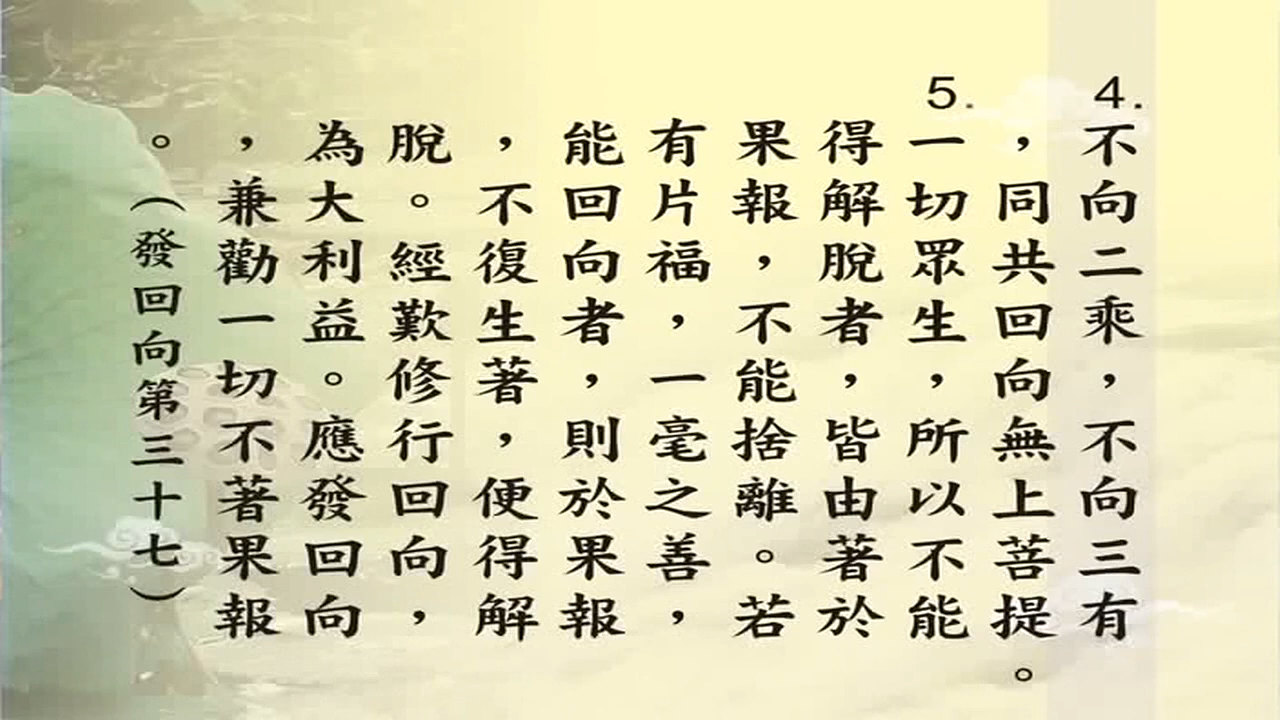 4.不向二乘，不向三有
，同共回向無上菩提。
5.一切眾生，所以不能
得解脫者，皆由著於
果報，不能捨離。若
有片福，一毫之善，
能回向者，則於果報
，不復生著，便得解
脫。經歎修行回向，
為大利益。應發回向
，兼勸一切不著果報
。（發回向第三十七）